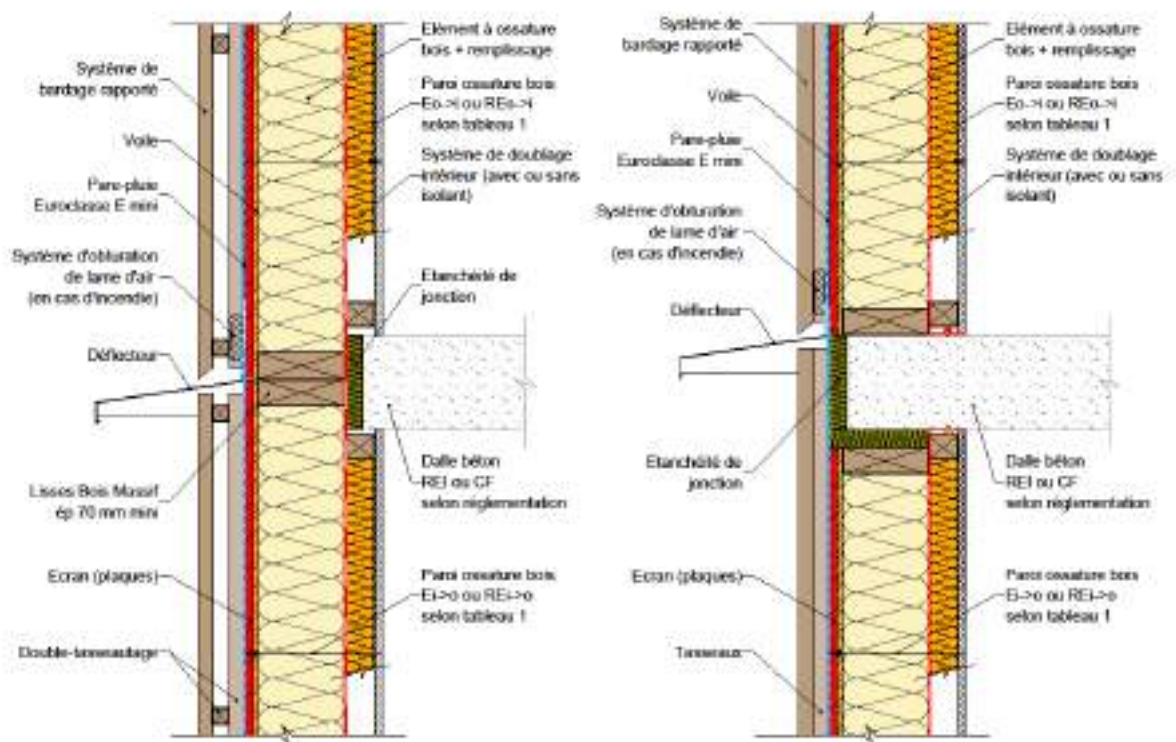 Système de
bardage rapporté
Voile
Pare-pluie
Euroclasse E mini
Système d'obturation
de lame d'air
(en cas d'incendie)
Déflecteur
Lisses Bois Massif
ép 70 mm mini
Ecran (plaques)
Double-tasseautage
Elément à ossature
bois + remplissage
Paroi ossature bois
Eo->i ou REo->i
selon tableau 1
Système de doublage
intérieur (avec ou sans
isolant)
Etanchéité de
jonction
Dalle béton
REI ou CF
selon réglementation
Paroi ossature bois
Ei->o ou REi->o
selon tableau 1
Système de
bardage rapporté
Voile
Pare-pluie
Euroclasse E mini
Système d'obturation
de lame d'air
(en cas d'incendie)
Déflecteur
Etanchéité de
jonction
Ecran (plaques)
Tasseaux
Elément à ossature
bois + remplissage
Paroi ossature bois
Eo->i ou REo->i
selon tableau 1
Système de doublage
intérieur (avec ou sans
isolant)
Dalle béton
REI ou CF
selon réglementation
Paroi ossature bois
Ei->o ou REi->o
selon tableau 1